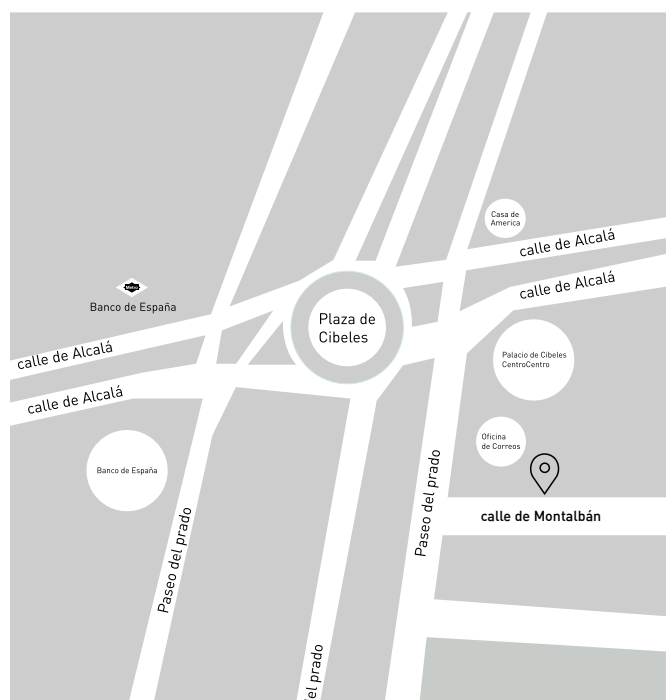 Casa de
America
calle de Alcalá
calle de Alcalá
Metro
Banco de España
Plaza de
Cibeles
calle de Alcalá
calle de Alcalá
Palacio de Cibeles
CentroCentro
Oficina
de Correos
Banco de España
calle de Montalbán
Paseo del prado
Paseo del prado
el prado